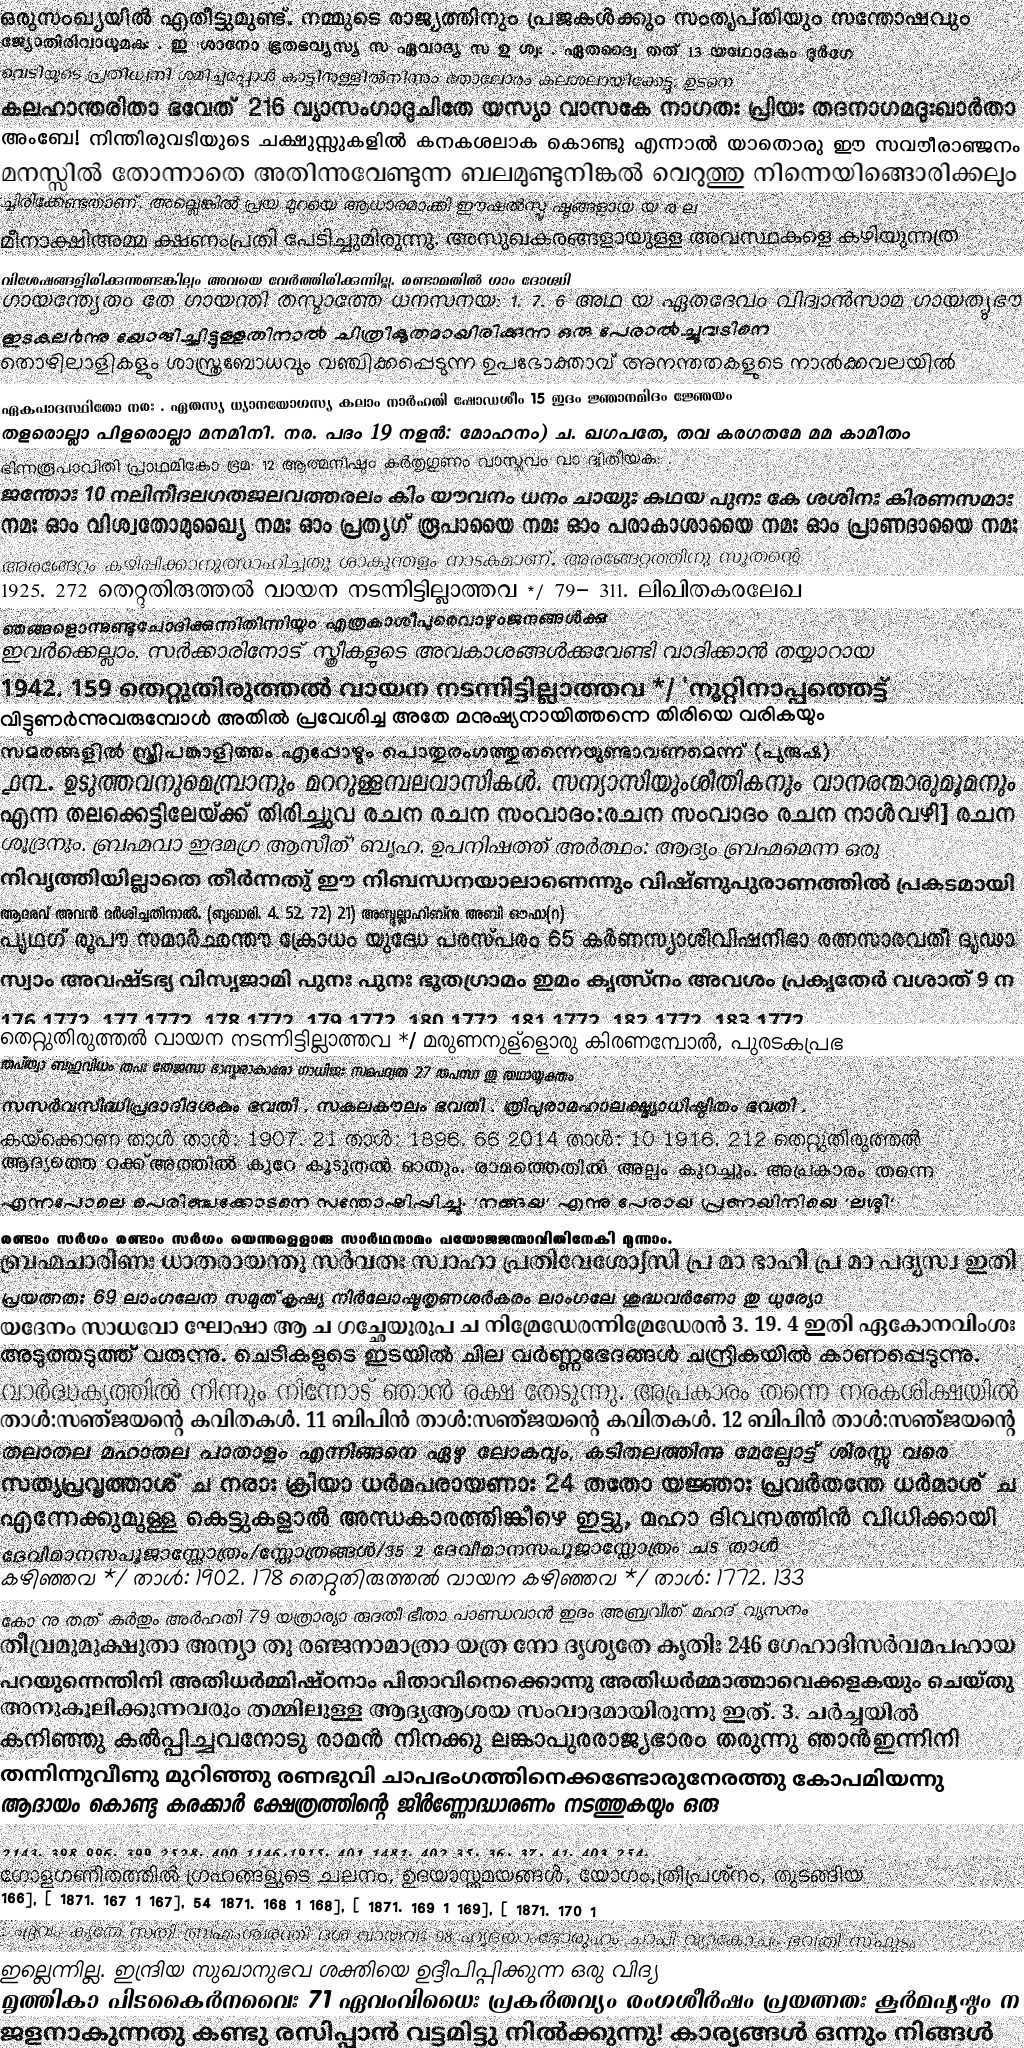 ഒരുസംഖ്യയിൽ എതീട്ടുമുണ്ട്. നമ്മുടെ രാജ്യത്തിനും പ്രജകൾക്കും സംതൃപ്തിയും സന്തോഷവും
ജ്യോതിരിവാധൂമകഃ . ഇ ശാനോ ഭൂതഭവ്യസ്യ സ ഏവാദ്യ സ ഉ ശ്വഃ . ഏതദ്വൈ തത് 13 യഥോദകം ദുർഗേ
വെടിയുടെ പ്രതിധ്വനി ശമിച്ചപ്പോൾ കാട്ടിനുള്ളിൽനിന്നും തോലോരം കലശലായികേട്ടു. ഉടനെ
കലഹാന്തരിതാ ഭവേത് 216 വ്യാസംഗാദുചിതേ യസ്യാ വാസകേ നാഗതഃ പ്രിയഃ തദനാഗമദുഃഖാർതാ
അംബേ! നിന്തിരുവടിയുടെ ചക്ഷുസ്സുകളിൽ കനകശലാക കൊണ്ടു എന്നാൽ യാതൊരു ഈ സവൗീരാഞ്ജനം
മനസ്സിൽ തോന്നാതെ അതിന്നുവേണ്ടുന്ന ബലമുണ്ടുനിങ്കൽ വെറുത്തു നിന്നെയിങ്ങൊരിക്കലും
ച്ചിരിക്കേണ്ടതാണ്. അല്ലെങ്കിൽ പ്രയ മുറയെ ആധാരമാക്കി ഈഷൽസ്പൃഷ്ടങ്ങളായ യ ര ല
മീനാക്ഷിഅമ്മ ക്ഷണംപ്രതി പേടിച്ചുമിരുന്നു. അസുഖകരങ്ങളായുള്ള അവസ്ഥകളെ കഴിയുന്നത്ര
വിശേഷങ്ങളിരിക്കുന്നുണ്ടെങ്കിലും അവയെ വേർത്തിരിക്കുന്നില്ല. രണ്ടാമതിൽ ഗാം ദോശ്ചി
ഗായന്ത്യേതം തേ ഗായന്തി തസ്മാത്തേ ധനസനയഃ 1. 7. 6 അഥ യ ഏതദേവം വിദ്വാൻസാമ ഗായത്യുഭൗ
ഇടകലർന്നു യോജിച്ചിട്ടുള്ളതിനാൽ ചിത്രികൃതമായിരിക്കുന്ന ഒരു പേരാൽച്ചുവടിനെ
തൊഴിലാളികളും ശാസ്ത്രബോധവും വഞ്ചിക്കപ്പെടുന്ന ഉപഭോക്താവ് അനന്തതകളുടെ നാൽക്കവലയിൽ
ഏകപാദസ്ഥിതോ നരഃ . ഏതസ്യ ധ്യാനയോഗസ്യ കലാം നാർഹതി ഷോഡശീം 15 ഇദം ജ്ഞാനമിദം ജ്ഞേയം
തളരൊല്ലാ പിളരൊല്ലാ മനമിനി. നര. പദം 19 നളൻ: മോഹനം) ച. ഖഗപതേ, തവ കരഗതമേ മമ കാമിതം
ഭിന്നരൂപാവിതി പ്രാഥമികോ ഭ്രമഃ 12 ആത്മനിഷ്ഠം കർതൃഗുണം വാസ്തവം വാ ദ്വിതീയകഃ .
ജന്തോഃ 10 നലിനീദലഗതജലവത്തരലം കിം യൗവനം ധനം ചായുഃ കഥയ പുനഃ കേ ശശിനഃ കിരണസമാഃ
നമഃ ഓം വിശ്വതോമുഖ്യൈ നമഃ ഓം പ്രത്യഗ് രൂപായൈ നമഃ ഓം പരാകാശായൈ നമഃ ഓം പ്രാണദായൈ നമഃ
അരങ്ങേറ്റം കഴിപ്പിക്കാനുത്സാഹിച്ചതു ശാകുന്തളം നാടകമാണ്. അരങ്ങേറ്റത്തിനു സൂതന്റെ
1925. 272 തെറ്റുതിരുത്തൽ വായന നടന്നിട്ടില്ലാത്തവ */ 79– 311. ലിഖിതകരലേഖ
ഞങ്ങളൊന്നുണ്ടുചോദിക്കുന്നിതിന്നിയും എത്രകാശീപുരെവാഴുംജനങ്ങൾക്കു
ഇവർക്കെല്ലാം. സർക്കാരിനോട് സ്ത്രീകളുടെ അവകാശങ്ങൾക്കുവേണ്ടി വാദിക്കാൻ തയ്യാറായ
1942. 159 തെറ്റുതിരുത്തൽ വായന നടന്നിട്ടില്ലാത്തവ */ 'നൂറ്റിനാപ്പത്തെട്ട്
വിട്ടുണർന്നുവരുമ്പോൾ അതിൽ പ്രവേശിച്ച അതേ മനുഷ്യനായിത്തന്നെ തിരിയെ വരികയും
സമരങ്ങളിൽ സ്ത്രീപങ്കാളിത്തം എപ്പോഴും പൊതുരംഗത്തുതന്നെയുണ്ടാവണമെന്ന് (പുരുഷ)
൧൩. ഉടുത്തവനുമെമ്പ്രാനും മററുള്ളമ്പലവാസികൾ. സന്യാസിയുംശീതികനും വാനരന്മാരുമൂമനും
എന്ന തലക്കെട്ടിലേയ്ക്ക് തിരിച്ചുവ രചന രചന സംവാദം:രചന സംവാദം രചന നാൾവഴി] രചന
ശൂദ്രനും. ബ്രഹ്മവാ ഇദമഗ്ര ആസീത് ബൃഹ. ഉപനിഷത്ത് അർത്ഥം: ആദ്യം ബ്രഹ്മമെന്ന ഒരു
നിവൃത്തിയില്ലാതെ തീർന്നതു് ഈ നിബന്ധനയാലാണെന്നും വിഷ്ണുപുരാണത്തിൽ പ്രകടമായി
ആദരവ് അവൻ ദർശിച്ചതിനാൽ. (ബുഖാരി. 4. 52. 72) 21) അബ്ദുല്ലാഹിബ്നു അബി ഔഫാ(റ)
പൃഥഗ് രൂപൗ സമാർഛന്തൗ ക്രോധം യുദ്ധേ പരസ്പരം 65 കർണസ്യാശീവിഷനിഭാ രത്നസാരവതീ ദൃഢാ
സ്വാം അവഷ്ടഭ്യ വിസൃജാമി പുനഃ പുനഃ ഭൂതഗ്രാമം ഇമം കൃത്സ്നം അവശം പ്രകൃതേർ വശാത് 9 ന
176 1772. 177 1772. 178 1772. 179 1772. 180 1772. 181 1772. 182 1772. 183 1772.
തെറ്റുതിരുത്തൽ വായന നടന്നിട്ടില്ലാത്തവ */ മരുണനുള്ളൊരു കിരണമ്പോൽ, പുരടകപ്രഭ
തപ്ത്വാ ബഹുവിധം തപഃ തേജസാ ഭാസ്കരാകാരോ ഗാധിജഃ 27 തപസാ തു തഥായുക്തം
സസർവസിദ്ധിപ്രദാദിദശകം ഭവതി . സകലകൗലം ഭവതി . ത്രിപുരാമഹാലക്ഷ്മ്യാധിഷ്ഠിതം ഭവതി .
കയ്ക്കൊണ താൾ താൻ: 1907. 21 താൾ: 1896. 66 2014 താൾ: 10 1916. 212 തെറ്റുതിരുത്തൽ
ആദ്യത്തെ റക്ക്അത്തിൽ കുറേ കൂടുതൽ ഓതും. രാമത്തെതിൽ അല്പം കുറച്ചും. അപ്രകാരം തന്നെ
എന്നപോലെ പെരിഞ്ചക്കോടനെ സന്തോഷിപ്പിച്ചു. 'നങ്ങയ' എന്നു പേരായ പ്രണയിനിയെ 'ലശ്ടി'
രണ്ടാം സർഗം രണ്ടാം സർഗം യെന്നുള്ളൊരു സാർഥനാമം പയോജജന്മാവിതിനേകി മുന്നാം.
ബ്രഹ്മചാരിണഃ ധാതരായന്തു സർവതഃ സ്വാഹാ പ്രതിവേശോഽസി പ്ര മാ ഭാഹി പ്ര മാ പദ്യസ്വ ഇതി
പ്രയത്നതഃ 69 ലാംഗലേന സമുത്കൃഷ്യ നിർലോഷ്ടതൃണശർകരം ലാംഗലേ ശുദ്ധവർണോ തു ധുര്യോ
യദേനം സാധവോ ഘോഷാ ആ ച ഗച്ഛേയുരുപ ച നിമ്രേഡേരന്നിമ്രേഡേരൻ 3. 19. 4 ഇതി ഏകോനവിംശഃ
അടുത്തടുത്ത് വരുന്നു. ചെടികളുടെ ഇടയിൽ ചില വർണ്ണഭേദങ്ങൾ ചന്ദ്രികയിൽ കാണപ്പെടുന്നു.
വാർദ്ധക്യത്തിൽ നിന്നും നിന്നോട് ഞാൻ രക്ഷ തേടുന്നു. അപ്രകാരം തന്നെ നരകശിക്ഷയിൽ
താൾ:സഞ്ജയന്റെ കവിതകൾ. 11 ബിപിൻ താൾ:സഞ്ജയന്റെ കവിതകൾ. 12 ബിപിൻ താൾ:സഞ്ജയന്റെ
തലാതല മഹാതല പാതാളം എന്നിങ്ങനെ ഏഴു ലോകവും, കടിതലത്തിന്നു മേല്പോട്ട് ശിരസ്സു വരെ
സത്യപ്രവൃത്താശ് ച നരാഃ ക്രിയാ ധർമപരായണാഃ 24 തതോ യജ്ഞാഃ പ്രവർതന്തേ ധർമാശ് ച
എന്നേക്കുമുള്ള കെട്ടുകളാൽ അന്ധകാരത്തിങ്കീഴെ ഇട്ടു, മഹാ ദിവസത്തിൻ വിധിക്കായി
ദേവീമാനസപൂജാസ്തോത്രം/സ്തോത്രങ്ങൾ/35 2 ദേവീമാനസപൂജാസ്തോത്രം ചട താൾ
കഴിഞ്ഞവ */ താൾ: 1902. 178 തെറ്റുതിരുത്തൽ വായന കഴിഞ്ഞവ */ താൾ: 1772. 133
കോ നു തത് കർതും അർഹതി 79 യത്രാര്യാ രുദതീ ഭീതാ പാണ്ഡവാൻ ഇദം അബ്രവീത് മഹദ് വ്യസനം
തീവ്രമുമുക്ഷുതാ അന്യാ തു രഞ്ജനാമാത്രാ യത്ര നോ ദൃശ്യതേ കൃതിഃ 246 ഗേഹാദിസർവമപഹായ
പറയുന്നെന്തിനി അതിധർമ്മിഷ്ഠനാം പിതാവിനെക്കൊന്നു അതിധർമ്മാത്മാവെക്കളകയും ചെയ്തു
അനുകൂലിക്കുന്നവരും തമ്മിലുള്ള ആദ്യആശയ സംവാദമായിരുന്നു ഇത്. 3. ചർച്ചയിൽ
കനിഞ്ഞു കൽപ്പിച്ചവനോടു രാമൻ നിനക്കു ലങ്കാപുരരാജ്യഭാരം തരുന്നു ഞാൻഇന്നിനി
തന്നിന്നുവീണു മുറിഞ്ഞു രണഭുവി ചാപഭംഗത്തിനെക്കണ്ടോരുനേരത്തു കോപമിയന്നു
ആദായം കൊണ്ടു കരക്കാർ ക്ഷേത്രത്തിന്റെ ജീർണ്ണോദ്ധാരണം നടത്തുകയും ഒരു
2143. 398 996. 399 2528. 400 1146-1915. 401 1481. 402 35. 36. 37. 41. 403 254.
ഗോളഗണിതത്തിൽ ഗ്രഹങ്ങളുടെ ചലനം, ഉദയാസ്തമയങ്ങൾ, യോഗം,ത്രിപ്രശ്നം, തുടങ്ങിയ
166], [ 1871. 167 1 167], 54 1871. 168 1 168], [ 1871. 169 1 169], [ 1871. 170 1
ഏവം കൃതേ സതി ദശ 98
ഇല്ലെന്നില്ല. ഇന്ദ്രിയ സുഖാനുഭവ ശക്തിയെ ഉദ്ദീപിപ്പിക്കുന്ന ഒരു വിദ്യ
മൃത്തികാ പിടകൈർനവൈഃ 71 ഏവംവിധൈഃ പ്രകർതവ്യം രംഗശീർഷം പ്രയത്നതഃ കൂർമപൃഷ്ഠം ന
ജളനാകുന്നതു കണ്ടു രസിപ്പാൻ വട്ടമിട്ടു നിൽക്കുന്നു! കാര്യങ്ങൾ ഒന്നും നിങ്ങൾ